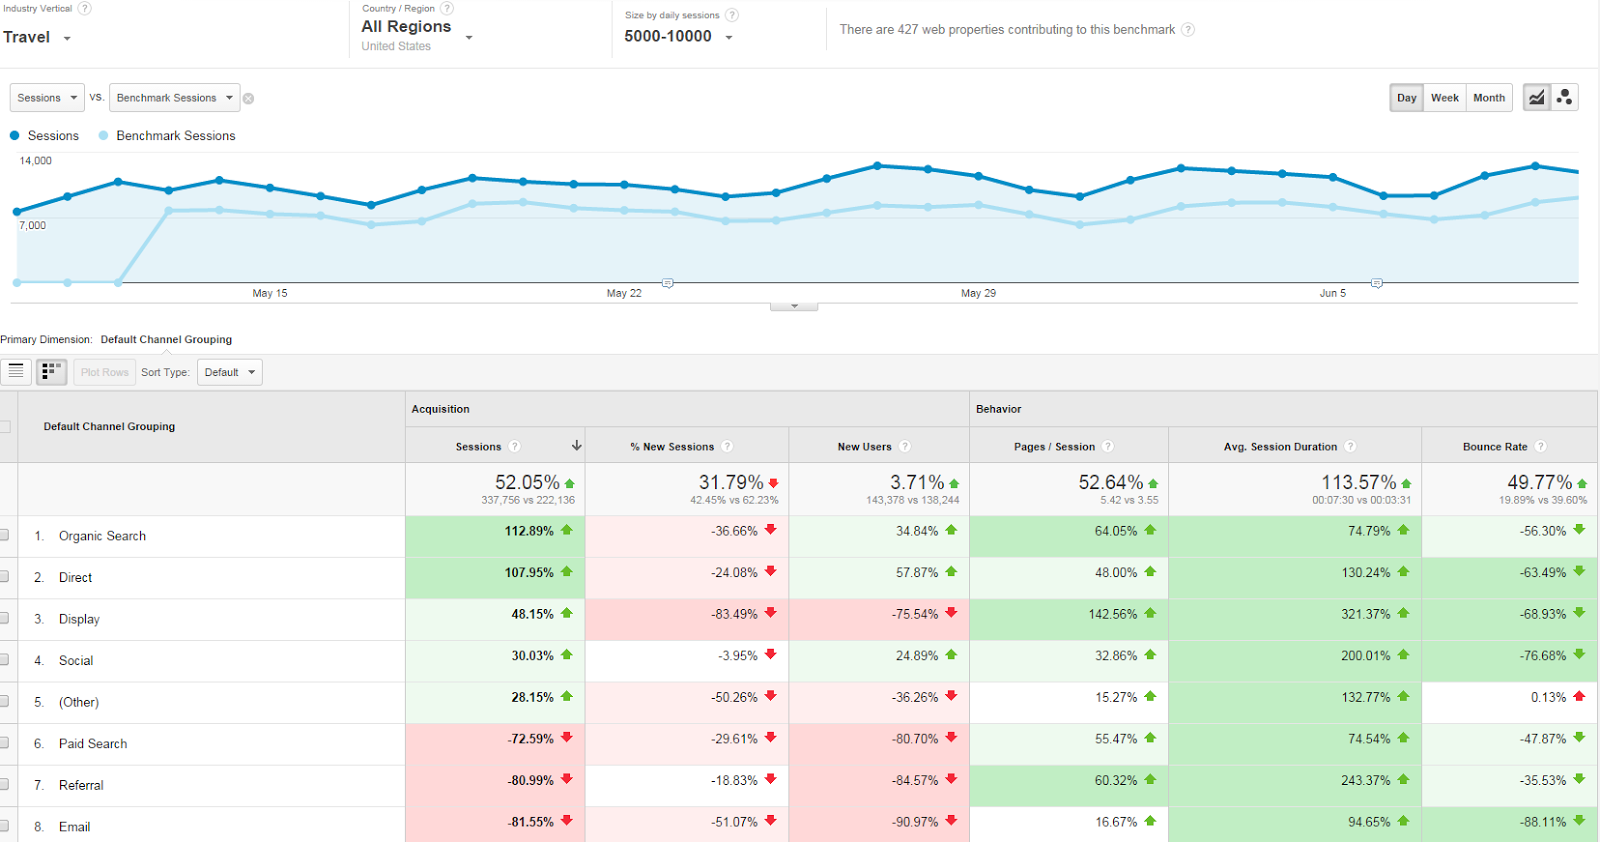 Industry Vertical ?
Travel
Country / Region ?
All Regions
United States
Size by daily sessions ?
5000-10000
There are 427 web properties contributing to this benchmark ?
Sessions vs. Benchmark Sessions
Day Week Month
Sessions Benchmark Sessions
14,000
7,000
May 15 May 22 May 29 Jun 5
Primary Dimension: Default Channel Grouping
Plot Rows Sort Type: Default
Default Channel Grouping
Acquisition Behavior
Sessions ? % New Sessions ? New Users ? Pages / Session ? Avg. Session Duration ? Bounce Rate ?
52.05% 31.79% 3.71% 52.64% 113.57% 49.77%
337,756 vs 222,136 42.45% vs 62.23% 143,378 vs 138,244 5.42 vs 3.55 00:07:30 vs 00:03:31 19.89% vs 39.60%
1. Organic Search 112.89% -36.66% 34.84% 64.05% 74.79% -56.30%
2. Direct 107.95% -24.08% 57.87% 48.00% 130.24% -63.49%
3. Display 48.15% -83.49% -75.54% 142.56% 321.37% -68.93%
4. Social 30.03% -3.95% 24.89% 32.86% 200.01% -76.68%
5. (Other) 28.15% -50.26% -36.26% 15.27% 132.77% 0.13%
6. Paid Search -72.59% -29.61% -80.70% 55.47% 74.54% -47.87%
7. Referral -80.99% -18.83% -84.57% 60.32% 243.37% -35.53%
8. Email -81.55% -51.07% -90.97% 16.67% 94.65% -88.11%